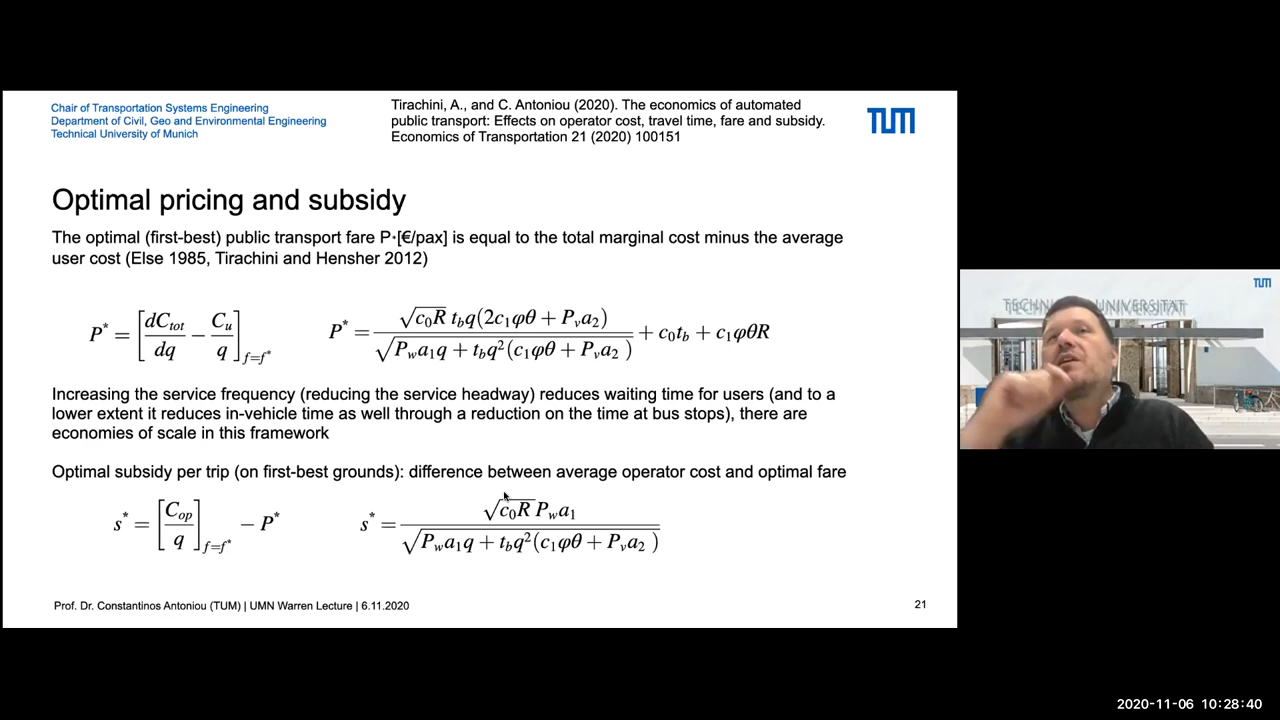 Chair of Transportation Systems Engineering
Department of Civil, Geo and Environmental Engineering
Technical University of Munich
Tirachini, A., and C. Antoniou (2020). The economics of automated
public transport: Effects on operator cost, travel time, fare and subsidy.
Economics of Transportation 21 (2020) 100151
TUM
Optimal pricing and subsidy
The optimal (first-best) public transport fare P*[€/pax] is equal to the total marginal cost minus the average
user cost (Else 1985, Tirachini and Hensher 2012)
P* = [dC_tot/dq − C_u/q]_{f=f*}
P* = √(c₀R) t_b q(2c₁φθ + P_v a₂) / √(P_w a₁q + t_b q²(c₁φθ + P_v a₂)) + c₀t_b + c₁φθR
Increasing the service frequency (reducing the service headway) reduces waiting time for users (and to a
lower extent it reduces in-vehicle time as well through a reduction on the time at bus stops), there are
economies of scale in this framework
Optimal subsidy per trip (on first-best grounds): difference between average operator cost and optimal fare
s* = [C_op/q]_{f=f*} − P*
s* = √(c₀R) P_w a₁ / √(P_w a₁q + t_b q²(c₁φθ + P_v a₂))
Prof. Dr. Constantinos Antoniou (TUM) | UMN Warren Lecture | 6.11.2020
21
TUM
2020-11-06 10:28:40